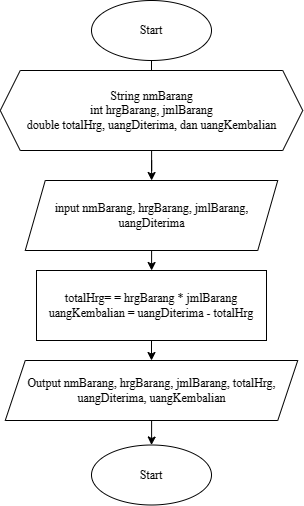 Start
String nmBarang
int hrgBarang, jmlBarang
double totalHrg, uangDiterima, dan uangKembalian
input nmBarang, hrgBarang, jmlBarang,
uangDiterima
totalHrg= = hrgBarang * jmlBarang
uangKembalian = uangDiterima - totalHrg
Output nmBarang, hrgBarang, jmlBarang, totalHrg,
uangDiterima, uangKembalian
Start